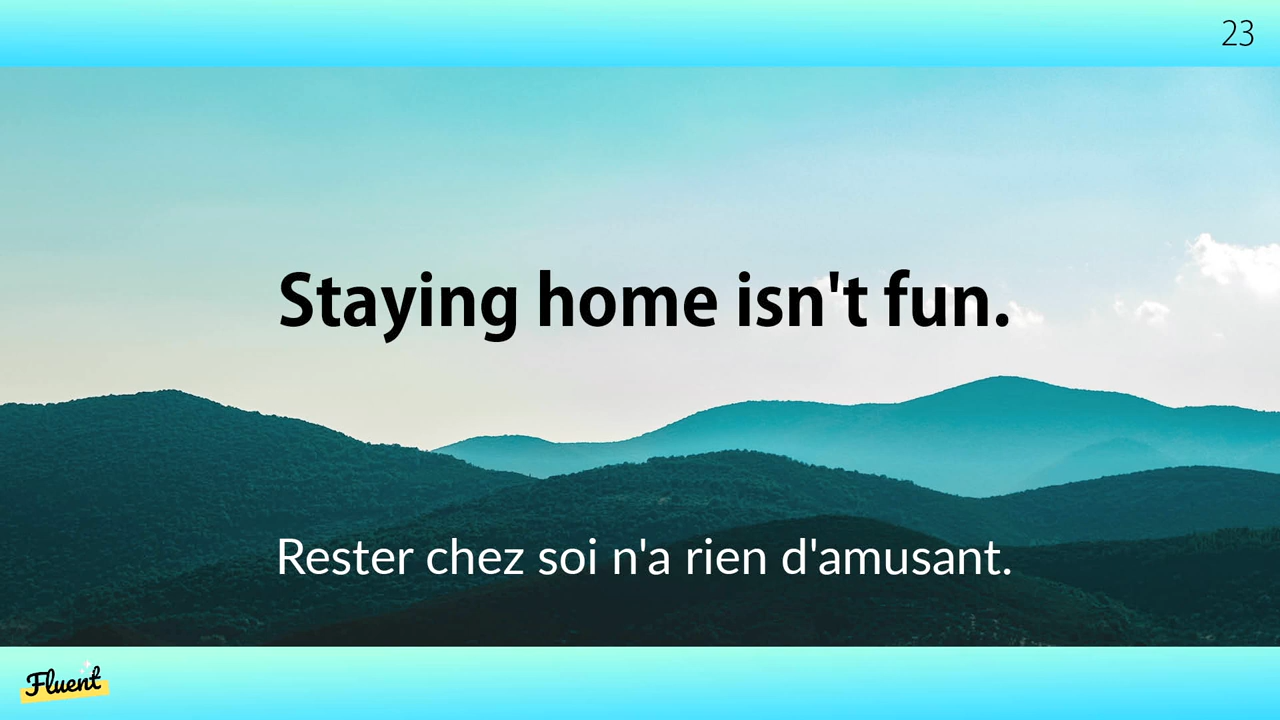 23
Staying home isn't fun.
Rester chez soi n'a rien d'amusant.
Fluent